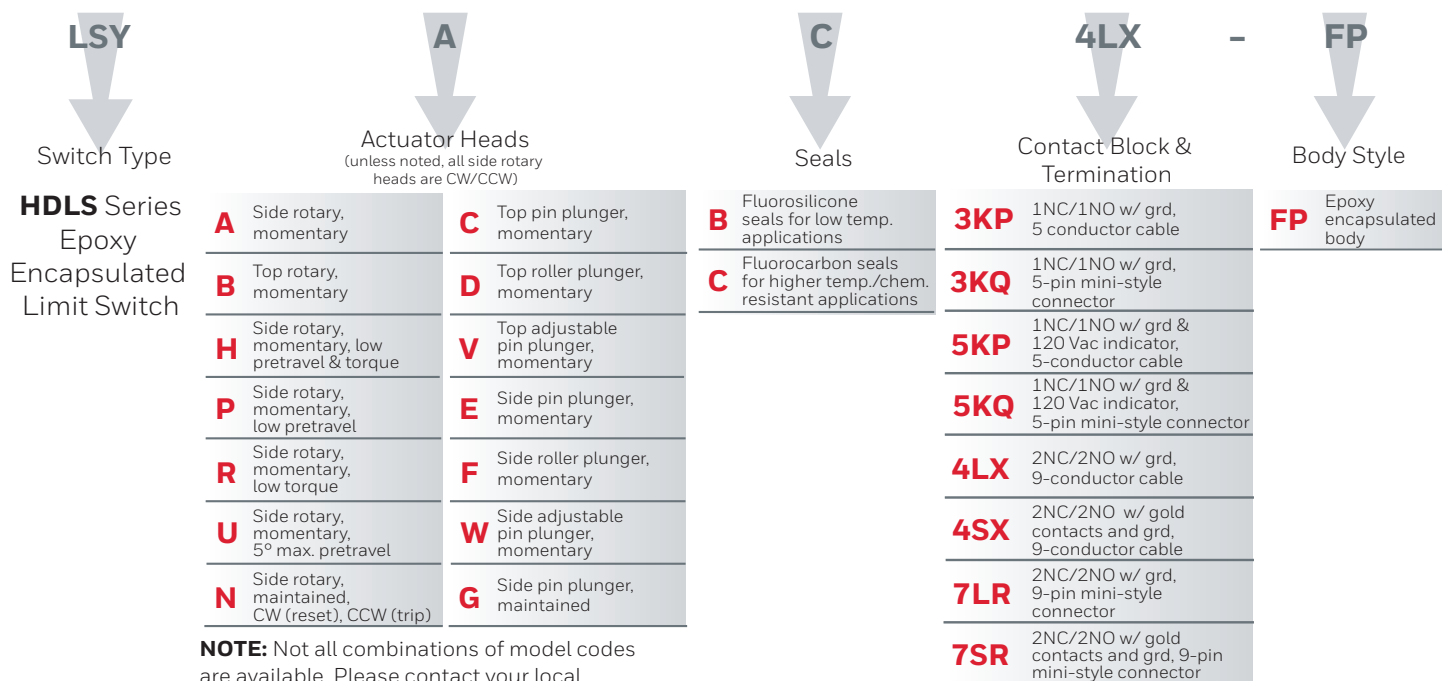 LSY A C 4LX - FP
Switch Type
HDLS Series
Epoxy
Encapsulated
Limit Switch
Actuator Heads
(unless noted, all side rotary
heads are CW/CCW)
A Side rotary,
momentary
B Top rotary,
momentary
H Side rotary,
momentary, low
pretravel & torque
P Side rotary,
momentary,
low pretravel
R Side rotary,
momentary,
low torque
U Side rotary,
momentary,
5º max. pretravel
N Side rotary,
maintained,
CW (reset), CCW (trip)
C Top pin plunger,
momentary
D Top roller plunger,
momentary
V Top adjustable
pin plunger,
momentary
E Side pin plunger,
momentary
F Side roller plunger,
momentary
W Side adjustable
pin plunger,
momentary
G Side pin plunger,
maintained
NOTE: Not all combinations of model codes
are available. Please contact your local
Seals
B Fluorosilicone
seals for low temp.
applications
C Fluorocarbon seals
for higher temp./chem.
resistant applications
Contact Block &
Termination
3KP 1NC/1NO w/ grd,
5 conductor cable
3KQ 1NC/1NO w/ grd,
5-pin mini-style
connector
5KP 1NC/1NO w/ grd &
120 Vac indicator,
5-conductor cable
5KQ 1NC/1NO w/ grd &
120 Vac indicator,
5-pin mini-style connector
4LX 2NC/2NO w/ grd,
9-conductor cable
4SX 2NC/2NO w/ gold
contacts and grd,
9-conductor cable
7LR 2NC/2NO w/ grd,
9-pin mini-style
connector
7SR 2NC/2NO w/ gold
contacts and grd, 9-pin
mini-style connector
Body Style
FP Epoxy
encapsulated
body